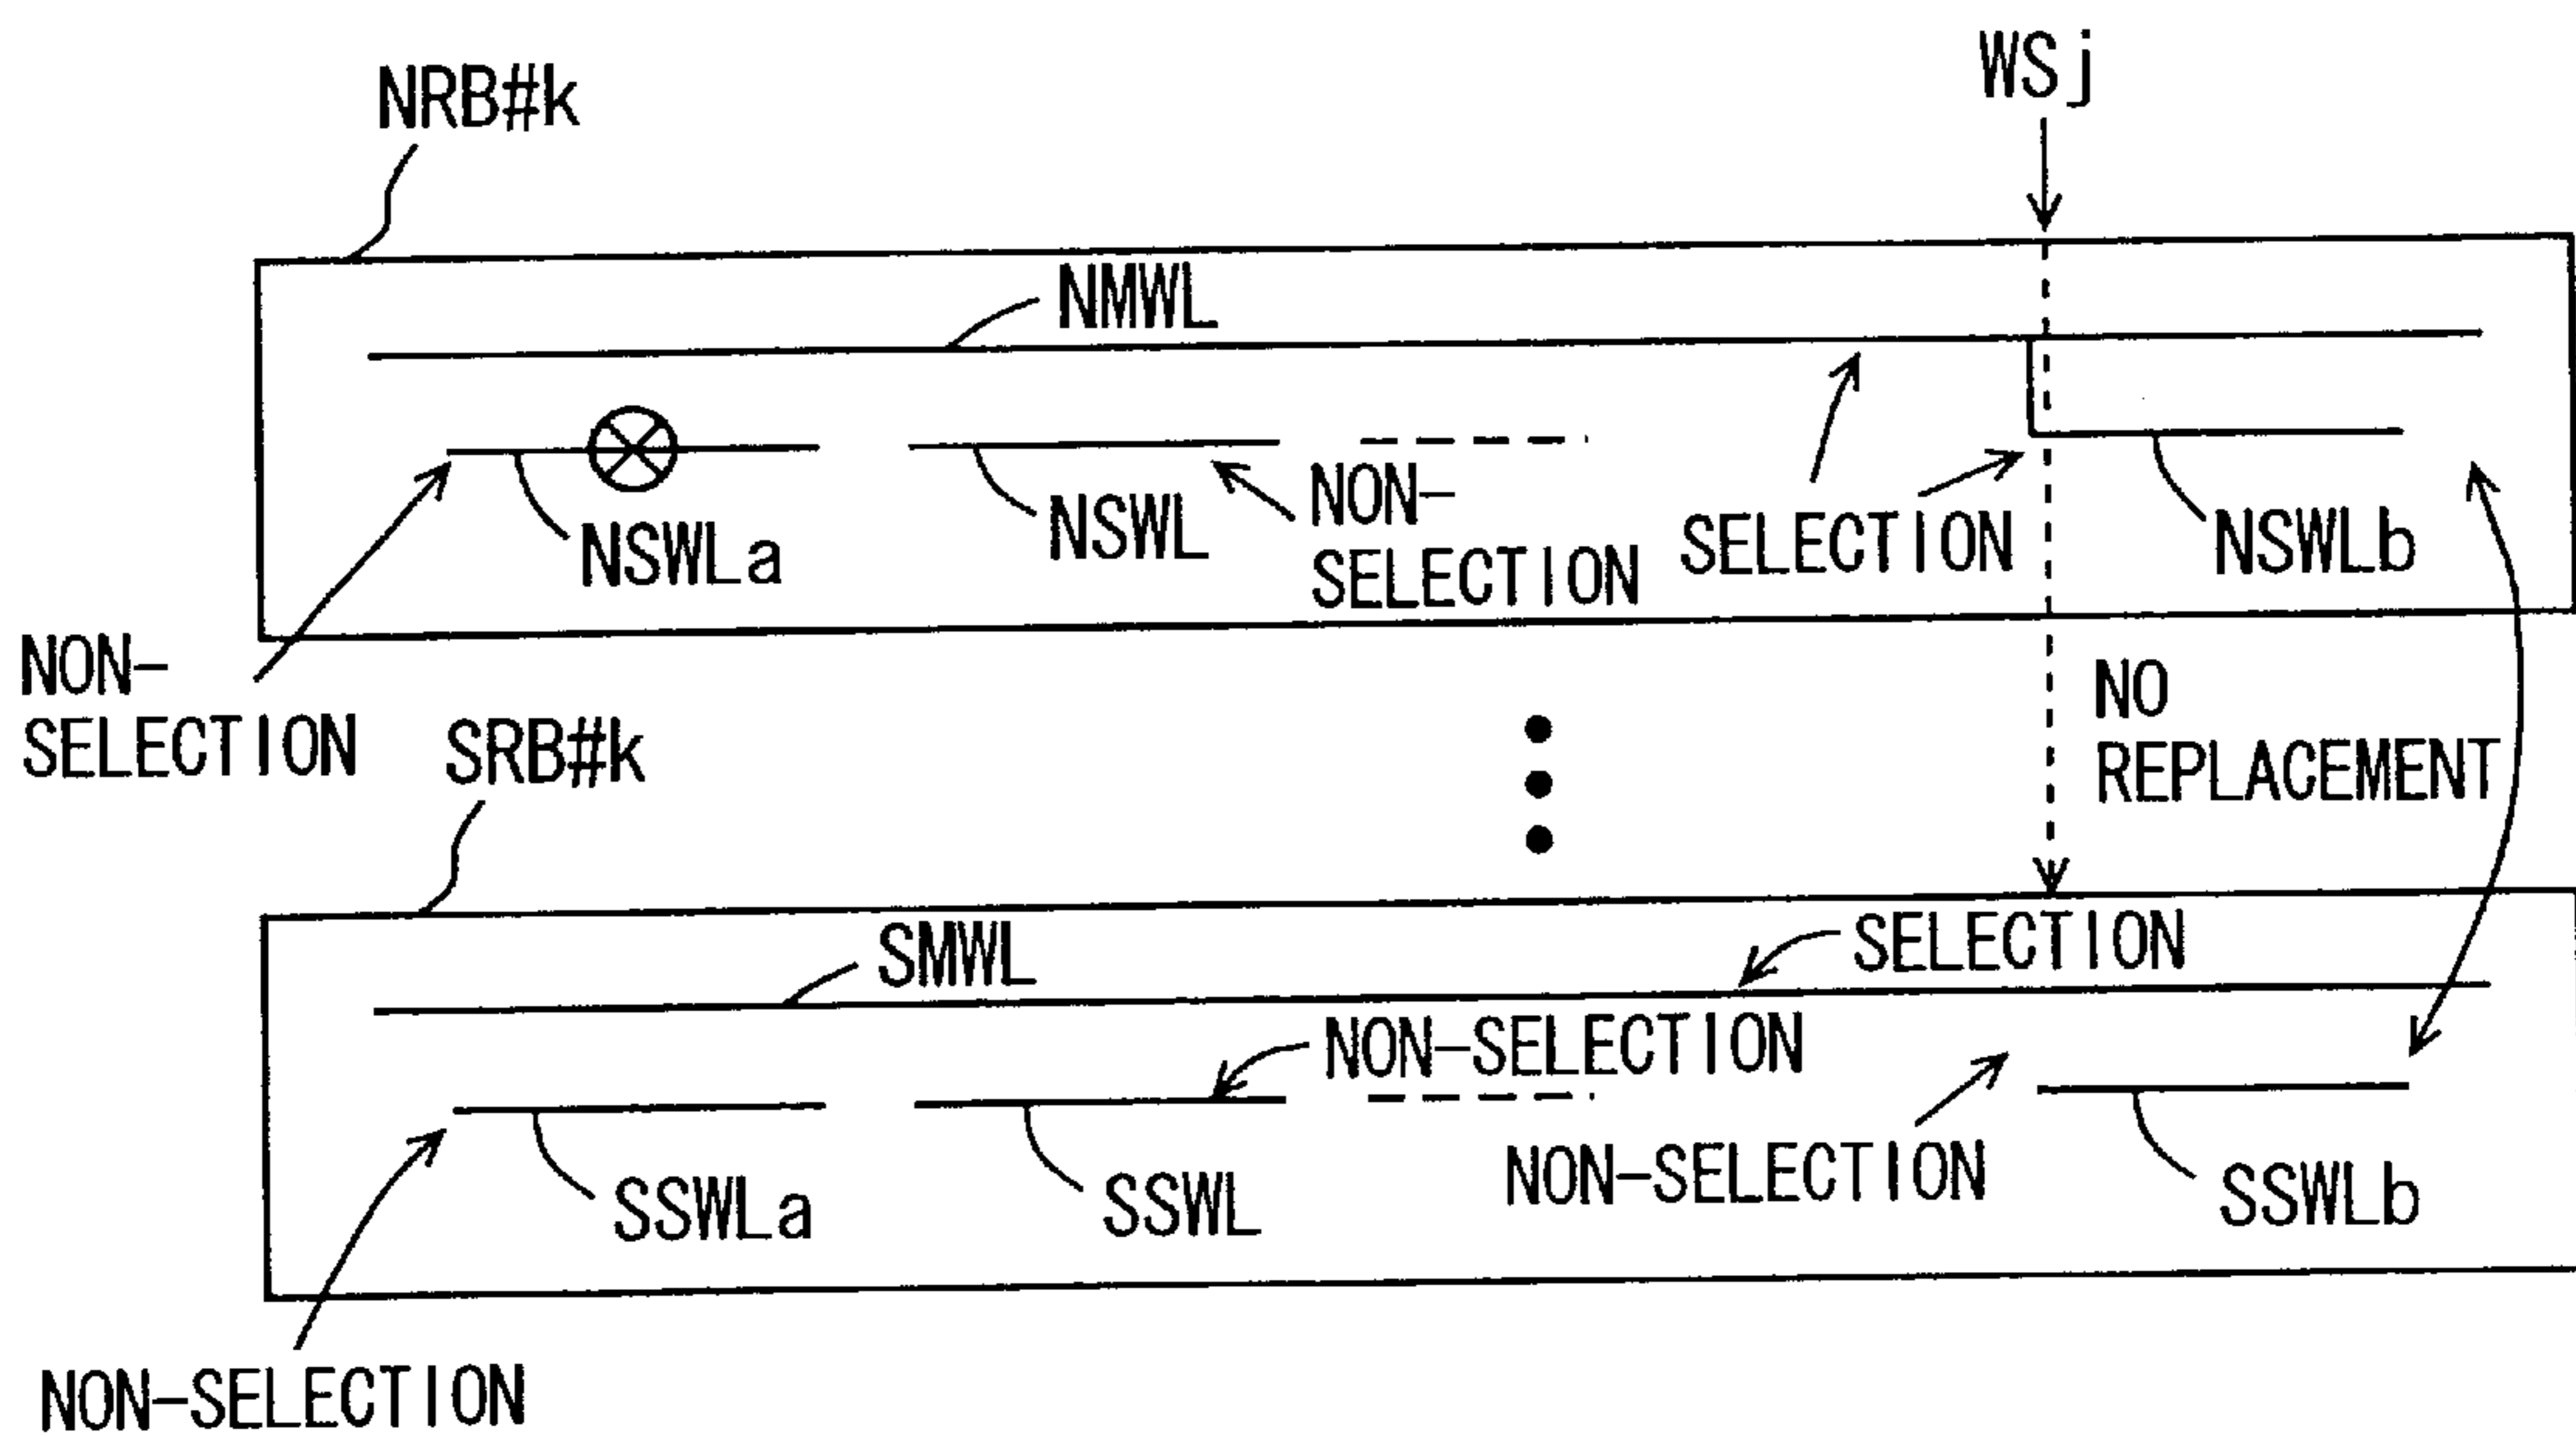 WSj
NRB#k
NMWL
NSWLa
NSWL
NON-
SELECTION
SELECTION
NSWLb
NON-
SELECTION
NO
REPLACEMENT
SRB#k
SMWL
SELECTION
NON-SELECTION
SSWLa
SSWL
NON-SELECTION
SSWLb
NON-SELECTION